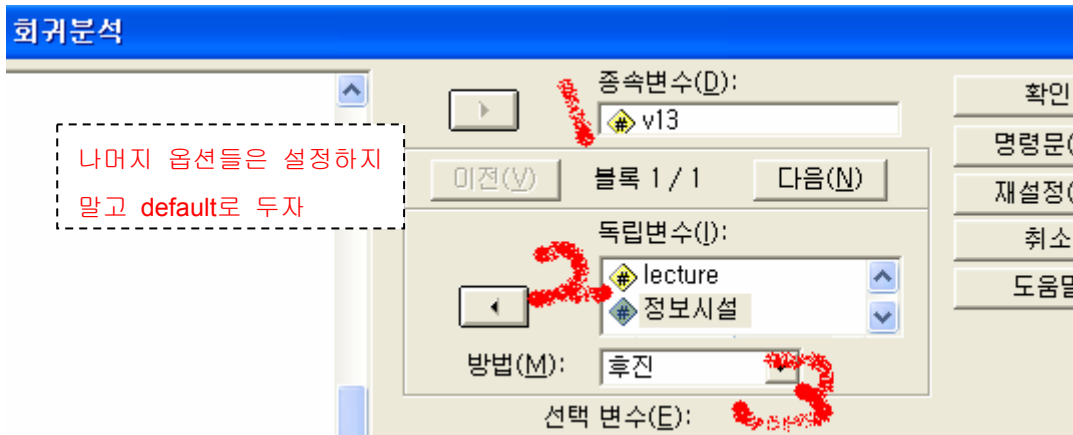 회귀분석
종속변수(D):
1
v13
확인
나머지 옵션들은 설정하지
말고 default로 두자
명령문(
이전(V)
블록 1 / 1
다음(N)
재설정(
독립변수(I):
취소
2.
lecture
정보시설
도움말
방법(M):
후진
3
선택 변수(E):